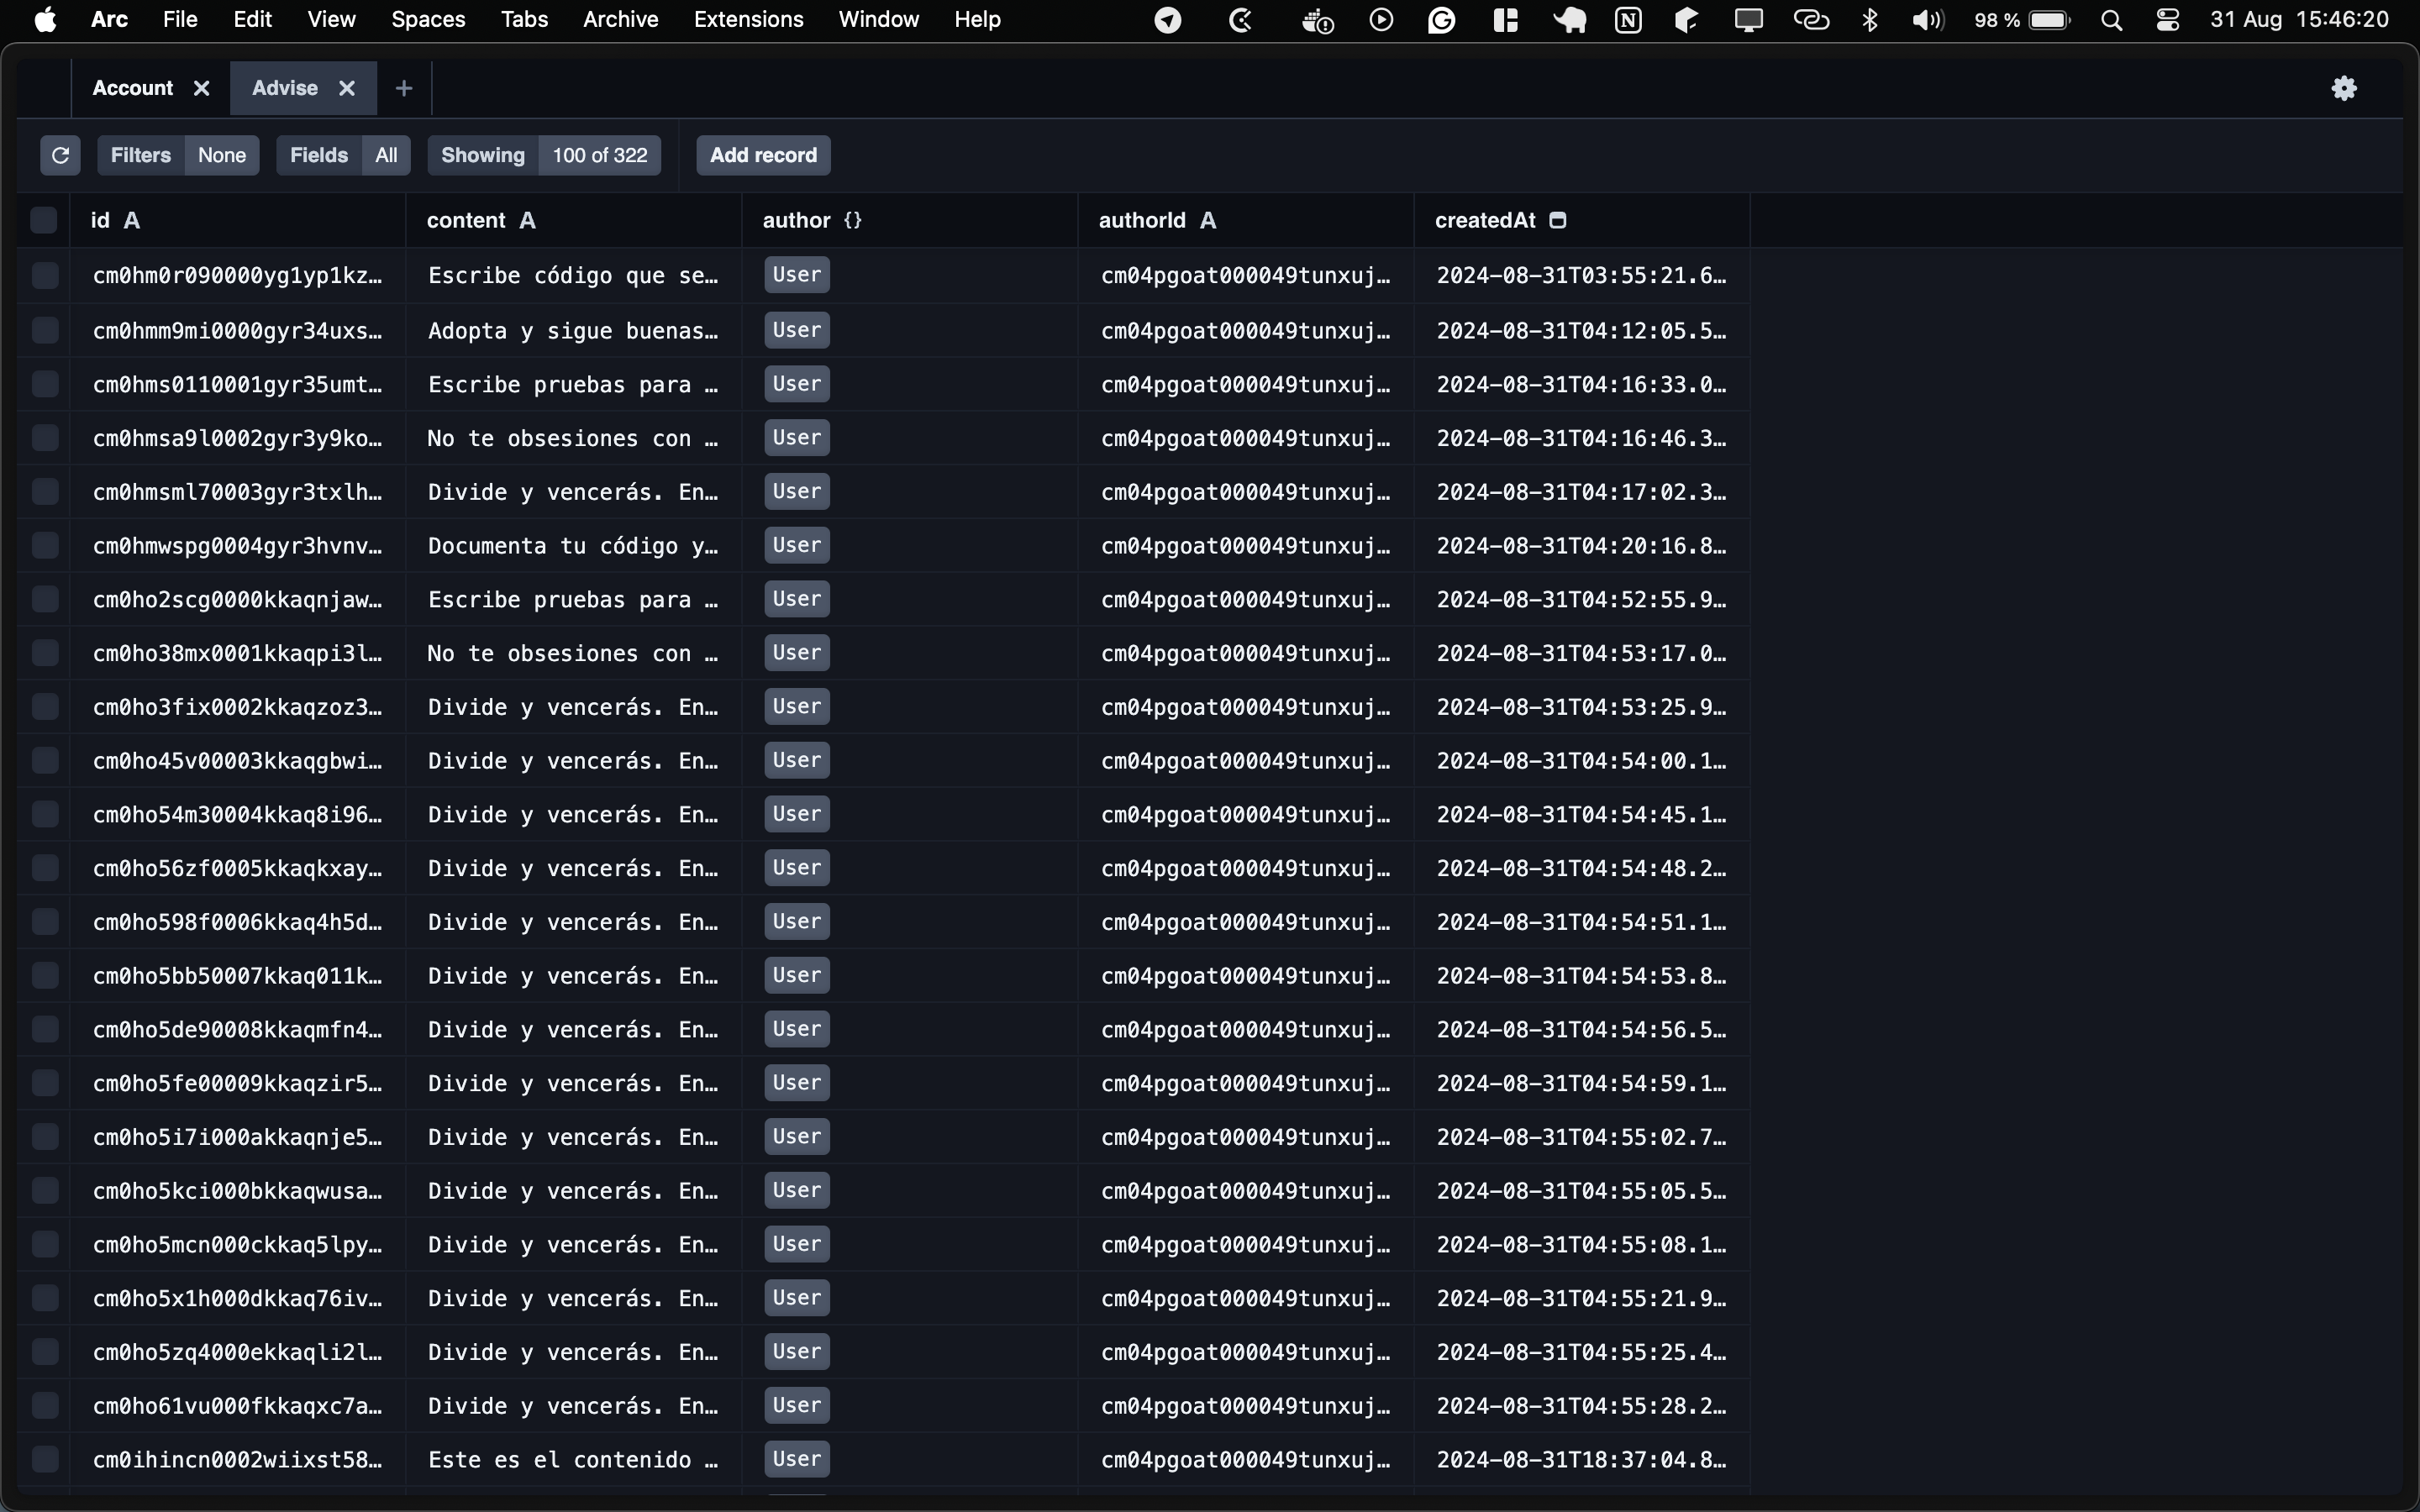 Arc File Edit View Spaces Tabs Archive Extensions Window Help 98 % 31 Aug 15:46:20
Account Advise
Filters None Fields All Showing 100 of 322 Add record
id A content A author {} authorId A createdAt
cm0hm0r090000yg1yp1kz… Escribe código que se… User cm04pgoat000049tunxuj… 2024-08-31T03:55:21.6…
cm0hmm9mi0000gyr34uxs… Adopta y sigue buenas… User cm04pgoat000049tunxuj… 2024-08-31T04:12:05.5…
cm0hms0110001gyr35umt… Escribe pruebas para … User cm04pgoat000049tunxuj… 2024-08-31T04:16:33.0…
cm0hmsa9l0002gyr3y9ko… No te obsesiones con … User cm04pgoat000049tunxuj… 2024-08-31T04:16:46.3…
cm0hmsml70003gyr3txlh… Divide y vencerás. En… User cm04pgoat000049tunxuj… 2024-08-31T04:17:02.3…
cm0hmwspg0004gyr3hvnv… Documenta tu código y… User cm04pgoat000049tunxuj… 2024-08-31T04:20:16.8…
cm0ho2scg0000kkaqnjaw… Escribe pruebas para … User cm04pgoat000049tunxuj… 2024-08-31T04:52:55.9…
cm0ho38mx0001kkaqpi3l… No te obsesiones con … User cm04pgoat000049tunxuj… 2024-08-31T04:53:17.0…
cm0ho3fix0002kkaqzoz3… Divide y vencerás. En… User cm04pgoat000049tunxuj… 2024-08-31T04:53:25.9…
cm0ho45v00003kkaqgbwi… Divide y vencerás. En… User cm04pgoat000049tunxuj… 2024-08-31T04:54:00.1…
cm0ho54m30004kkaq8i96… Divide y vencerás. En… User cm04pgoat000049tunxuj… 2024-08-31T04:54:45.1…
cm0ho56zf0005kkaqkxay… Divide y vencerás. En… User cm04pgoat000049tunxuj… 2024-08-31T04:54:48.2…
cm0ho598f0006kkaq4h5d… Divide y vencerás. En… User cm04pgoat000049tunxuj… 2024-08-31T04:54:51.1…
cm0ho5bb50007kkaq011k… Divide y vencerás. En… User cm04pgoat000049tunxuj… 2024-08-31T04:54:53.8…
cm0ho5de90008kkaqmfn4… Divide y vencerás. En… User cm04pgoat000049tunxuj… 2024-08-31T04:54:56.5…
cm0ho5fe00009kkaqzir5… Divide y vencerás. En… User cm04pgoat000049tunxuj… 2024-08-31T04:54:59.1…
cm0ho5i7i000akkaqnje5… Divide y vencerás. En… User cm04pgoat000049tunxuj… 2024-08-31T04:55:02.7…
cm0ho5kci000bkkaqwusa… Divide y vencerás. En… User cm04pgoat000049tunxuj… 2024-08-31T04:55:05.5…
cm0ho5mcn000ckkaq5lpy… Divide y vencerás. En… User cm04pgoat000049tunxuj… 2024-08-31T04:55:08.1…
cm0ho5x1h000dkkaq76iv… Divide y vencerás. En… User cm04pgoat000049tunxuj… 2024-08-31T04:55:21.9…
cm0ho5zq4000ekkaqli2l… Divide y vencerás. En… User cm04pgoat000049tunxuj… 2024-08-31T04:55:25.4…
cm0ho61vu000fkkaqxc7a… Divide y vencerás. En… User cm04pgoat000049tunxuj… 2024-08-31T04:55:28.2…
cm0ihincn0002wiixst58… Este es el contenido … User cm04pgoat000049tunxuj… 2024-08-31T18:37:04.8…